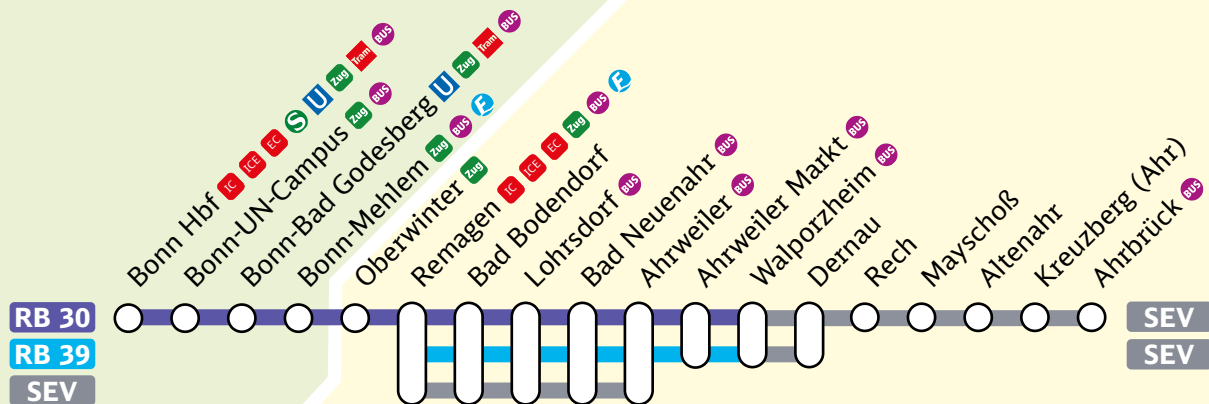 Bonn Hbf IC ICE EC S U Zug Tram BUS
Bonn-UN-Campus Zug BUS
Bonn-Bad Godesberg U Zug Tram BUS
Bonn-Mehlem Zug BUS F
Oberwinter Zug
Remagen IC ICE EC Zug BUS F
Bad Bodendorf
Lohrsdorf BUS
Bad Neuenahr BUS
Ahrweiler BUS
Ahrweiler Markt BUS
Walporzheim BUS
Dernau
Rech
Mayschoß
Altenahr
Kreuzberg (Ahr)
Ahrbrück BUS
RB 30 SEV
RB 39 SEV
SEV